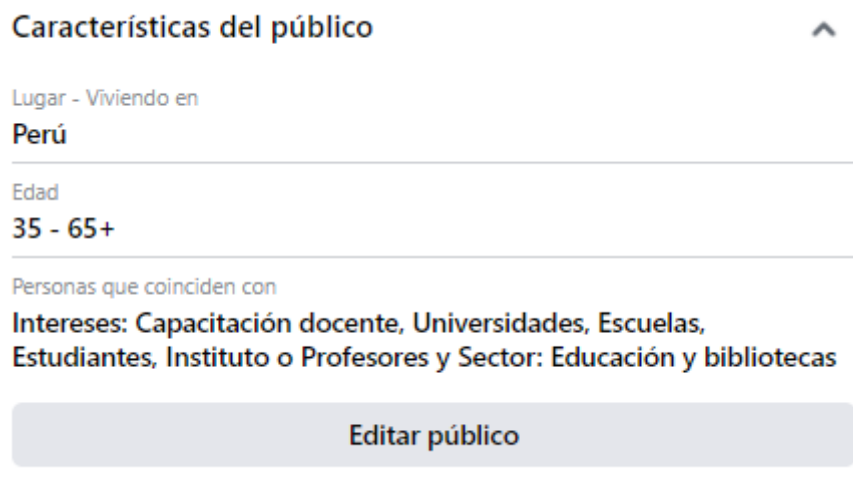 Características del público
Lugar - Viviendo en
Perú
Edad
35 - 65+
Personas que coinciden con
Intereses: Capacitación docente, Universidades, Escuelas,
Estudiantes, Instituto o Profesores y Sector: Educación y bibliotecas
Editar público